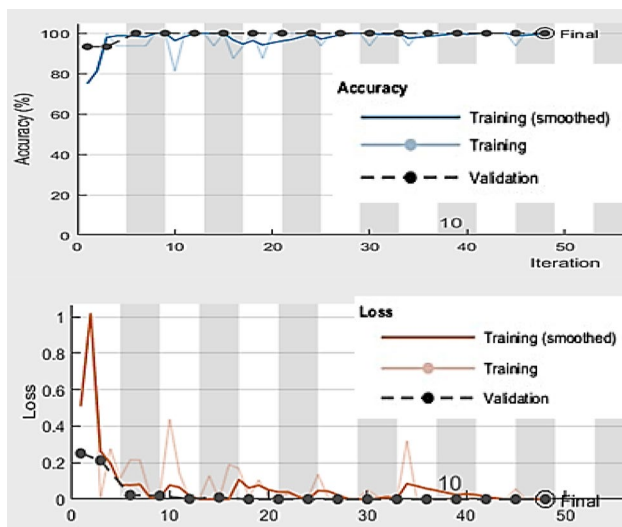 100
80
60
40
20
0
Accuracy (%)
Final
Accuracy
Training (smoothed)
Training
Validation
10
0
10
20
30
40
50
Iteration
1
0.8
0.6
0.4
0.2
0
Loss
Loss
Training (smoothed)
Training
Validation
10
Final
0
10
20
30
40
50